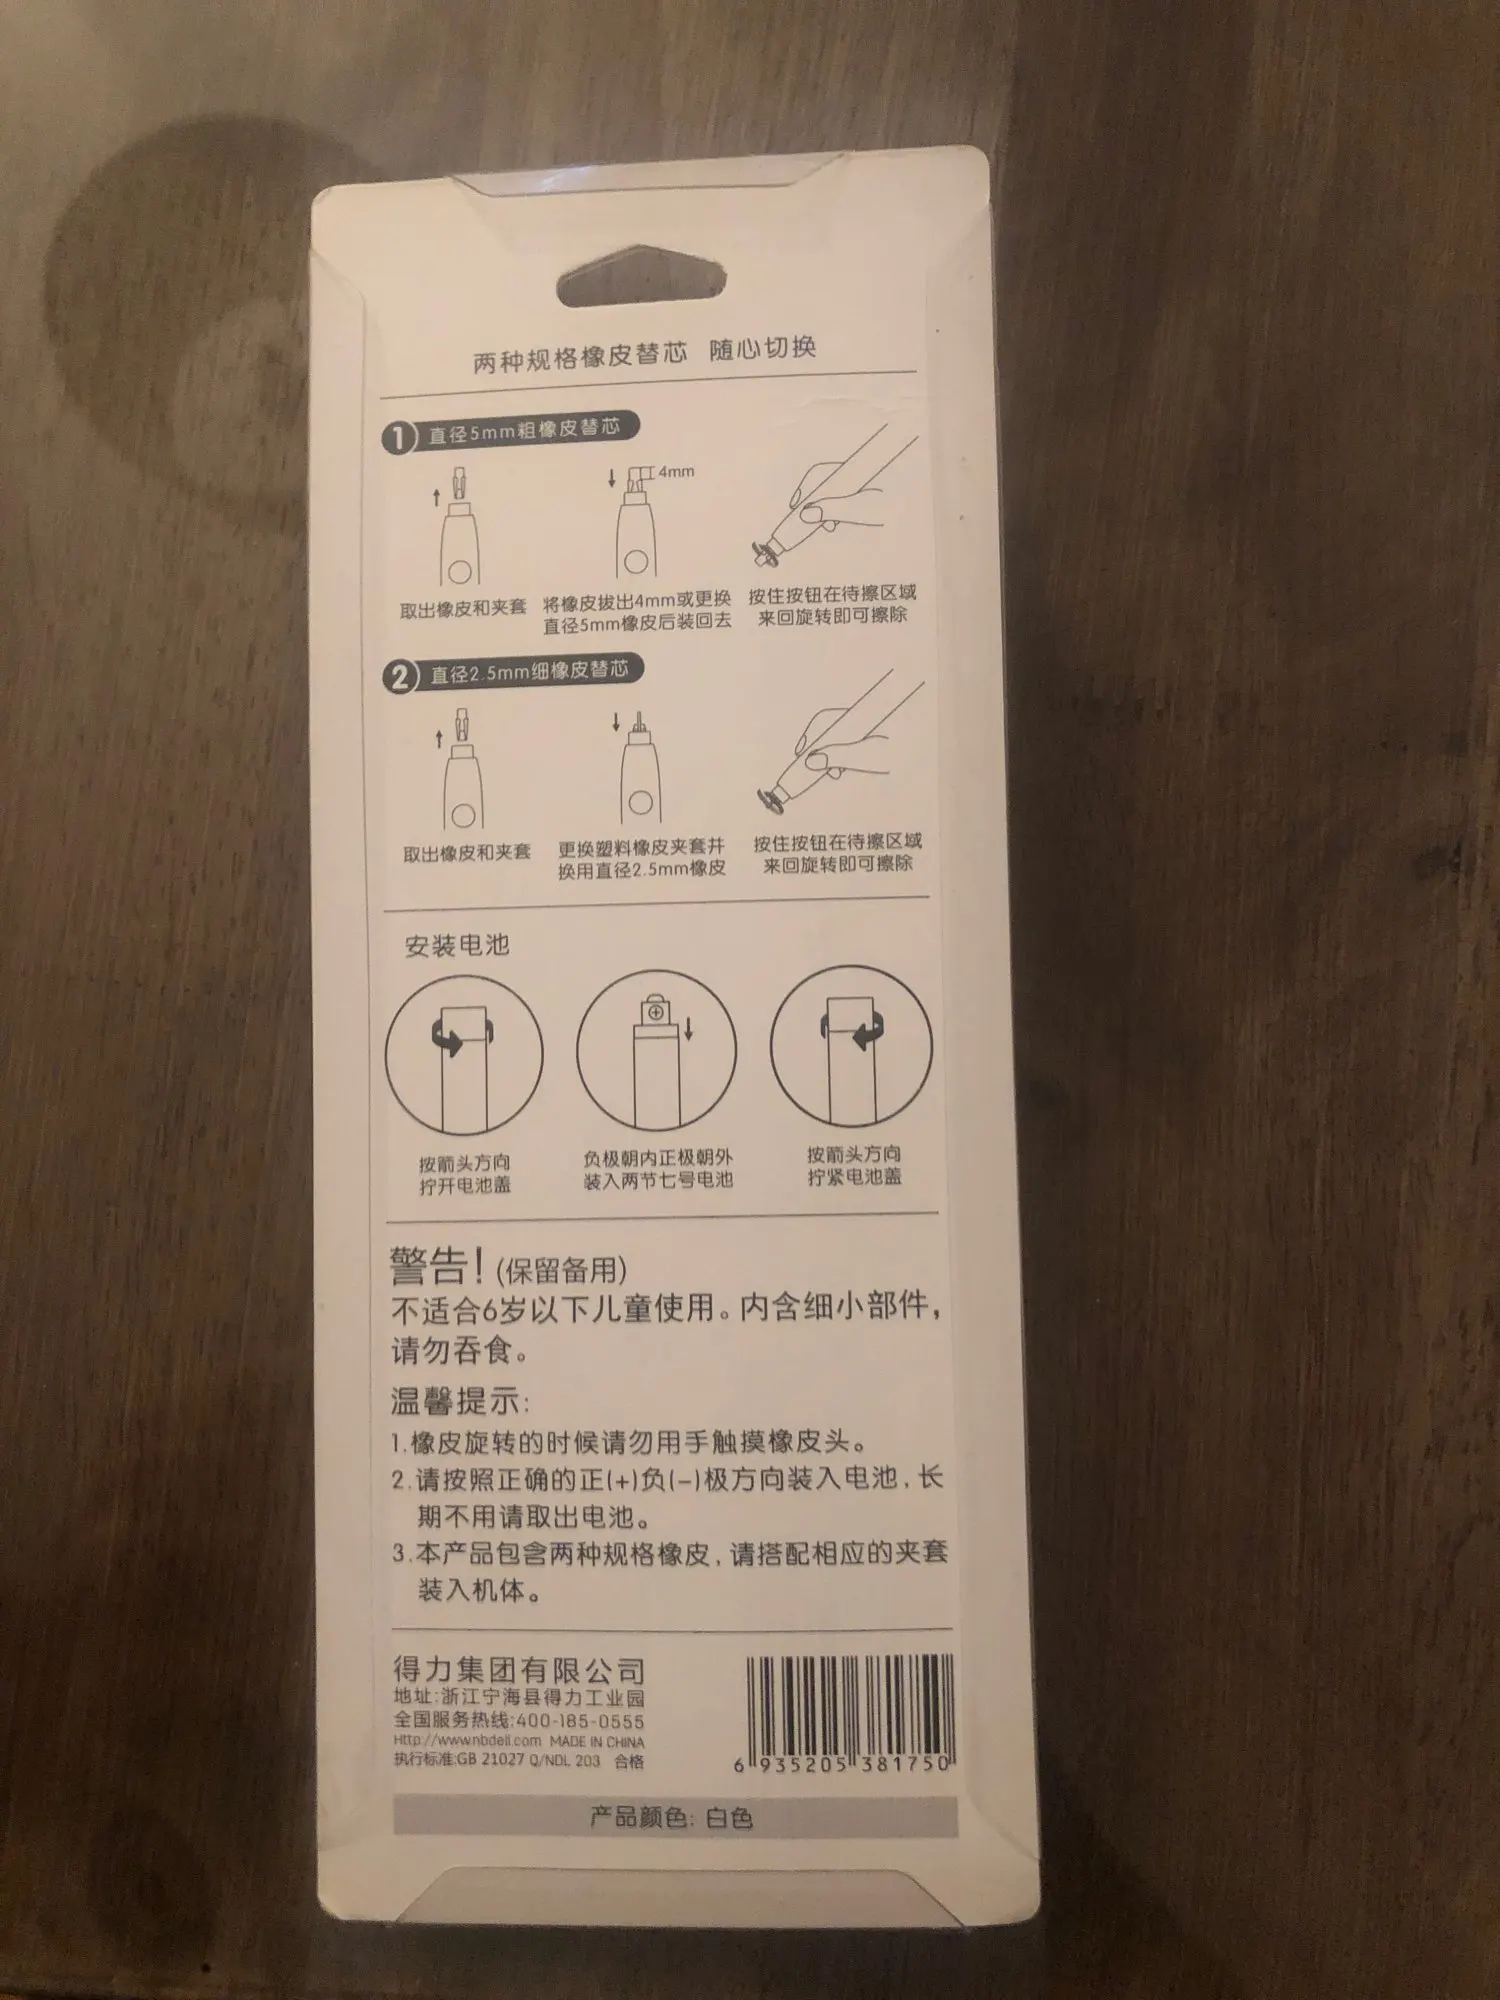 两种规格橡皮替芯 随心切换
1 直径5mm粗橡皮替芯
4mm
取出橡皮和夹套
将橡皮拔出4mm或更换
直径5mm橡皮后装回去
按住按钮在待擦区域
来回旋转即可擦除
2 直径2.5mm细橡皮替芯
取出橡皮和夹套
更换塑料橡皮夹套并
换用直径2.5mm橡皮
按住按钮在待擦区域
来回旋转即可擦除
安装电池
按箭头方向
拧开电池盖
负极朝内正极朝外
装入两节七号电池
按箭头方向
拧紧电池盖
警告!(保留备用)
不适合6岁以下儿童使用。内含细小部件,
请勿吞食。
温馨提示:
1.橡皮旋转的时候请勿用手触摸橡皮头。
2.请按照正确的正(+)负(-)极方向装入电池,长
期不用请取出电池。
3.本产品包含两种规格橡皮,请搭配相应的夹套
装入机体。
得力集团有限公司
地址:浙江宁海县得力工业园
全国服务热线:400-185-0555
Http://www.nbdeli.com MADE IN CHINA
执行标准:GB 21027 Q/NDL 203 合格
6 935205 381750
产品颜色: 白色